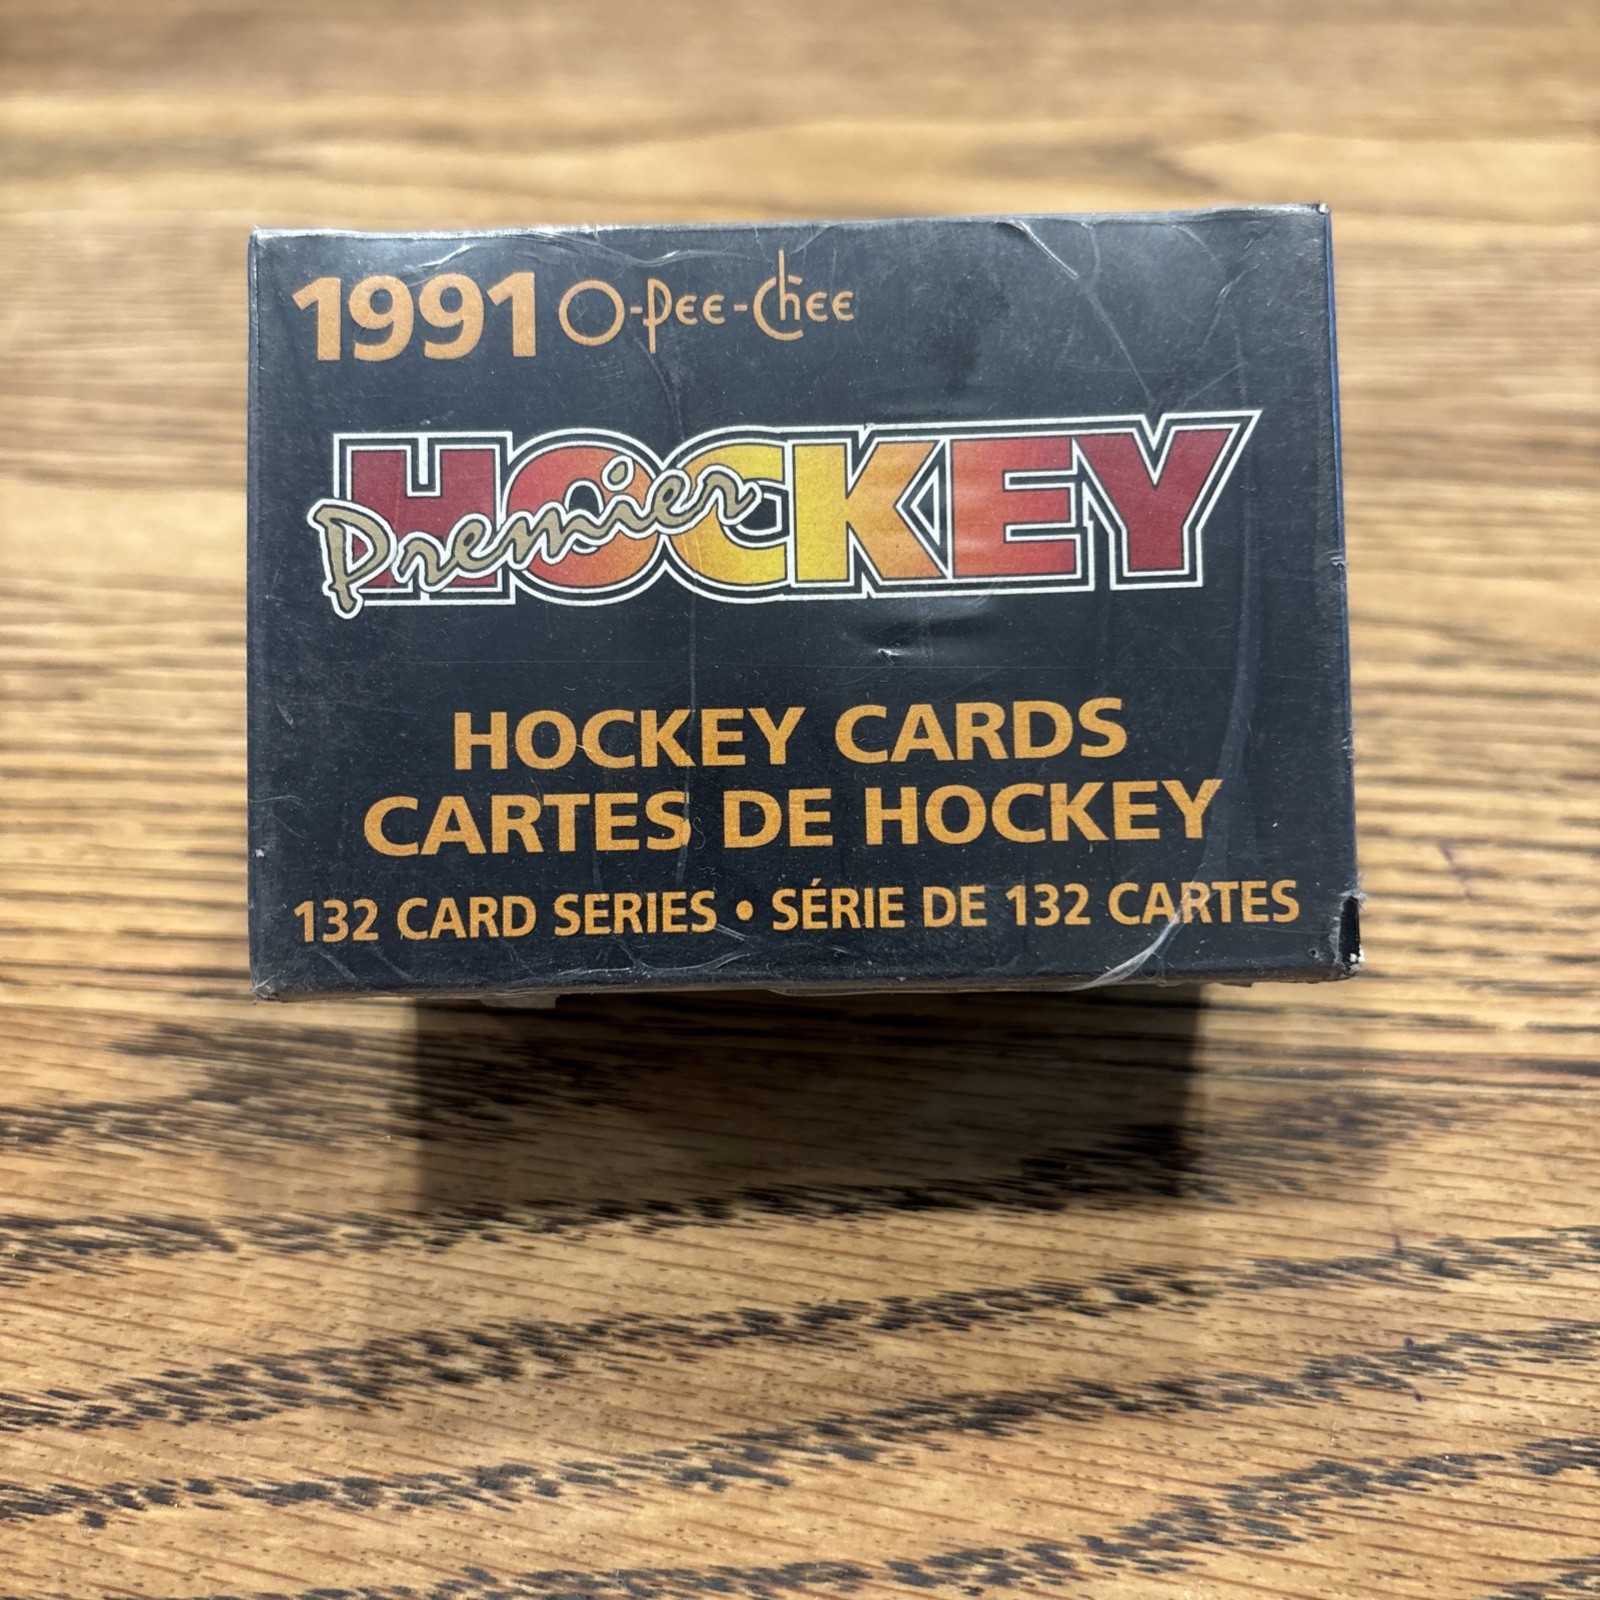 1991 O-Pee-Chee
Premier HOCKEY
HOCKEY CARDS
CARTES DE HOCKEY
132 CARD SERIES • SÉRIE DE 132 CARTES